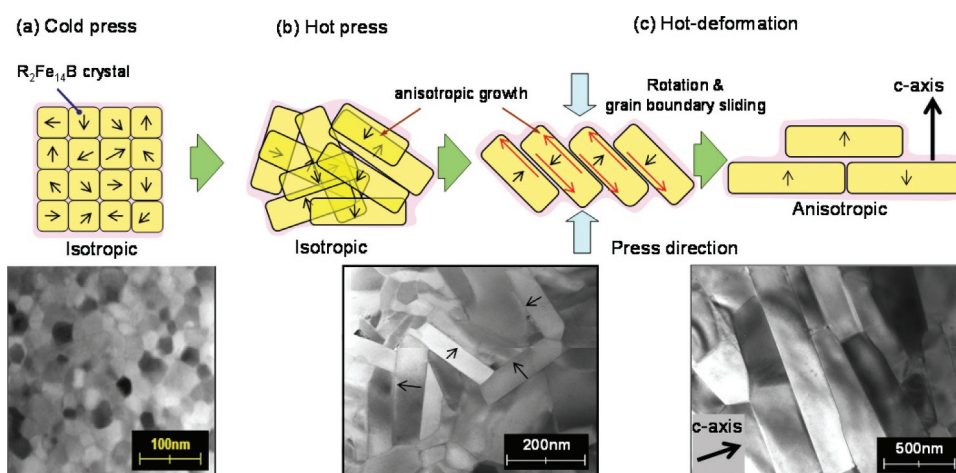 (a) Cold press
(b) Hot press
(c) Hot-deformation
R₂Fe₁₄B crystal
anisotropic growth
Rotation &
grain boundary sliding
c-axis
Isotropic
Isotropic
Press direction
Anisotropic
100nm
200nm
c-axis
500nm